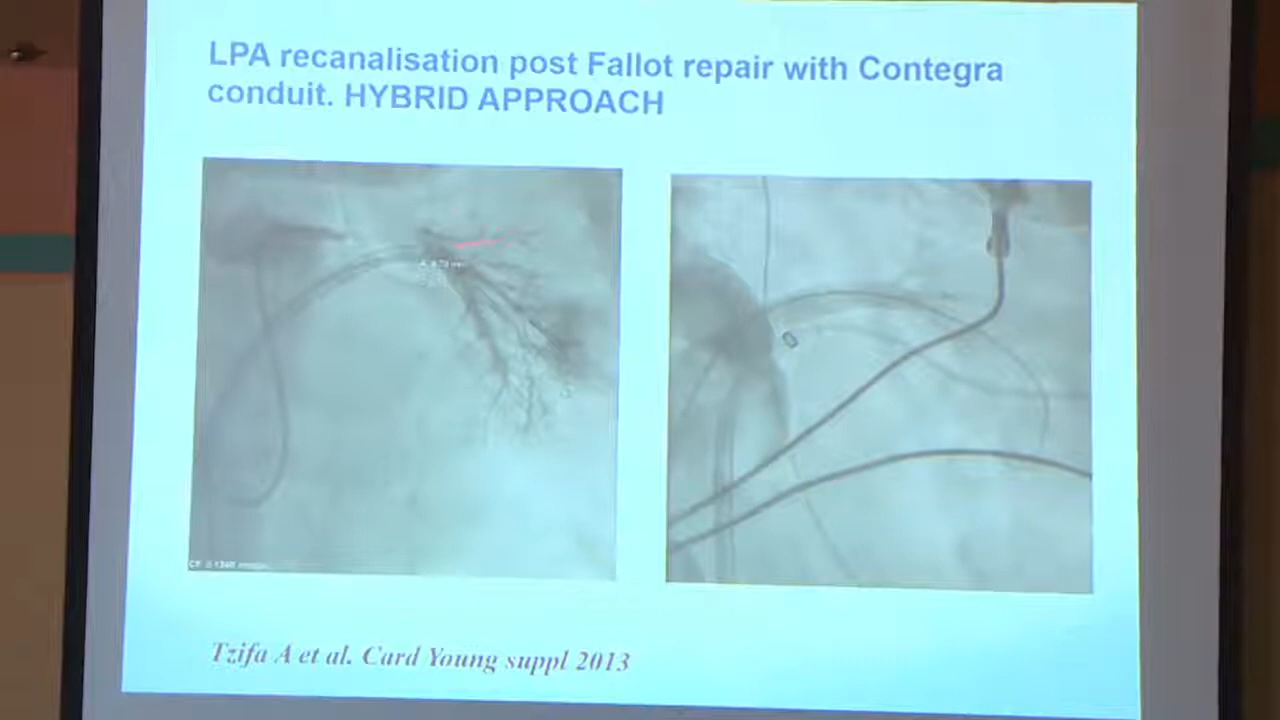 LPA recanalisation post Fallot repair with Contegra
conduit. HYBRID APPROACH
Tzifa A et al. Card Young suppl 2013